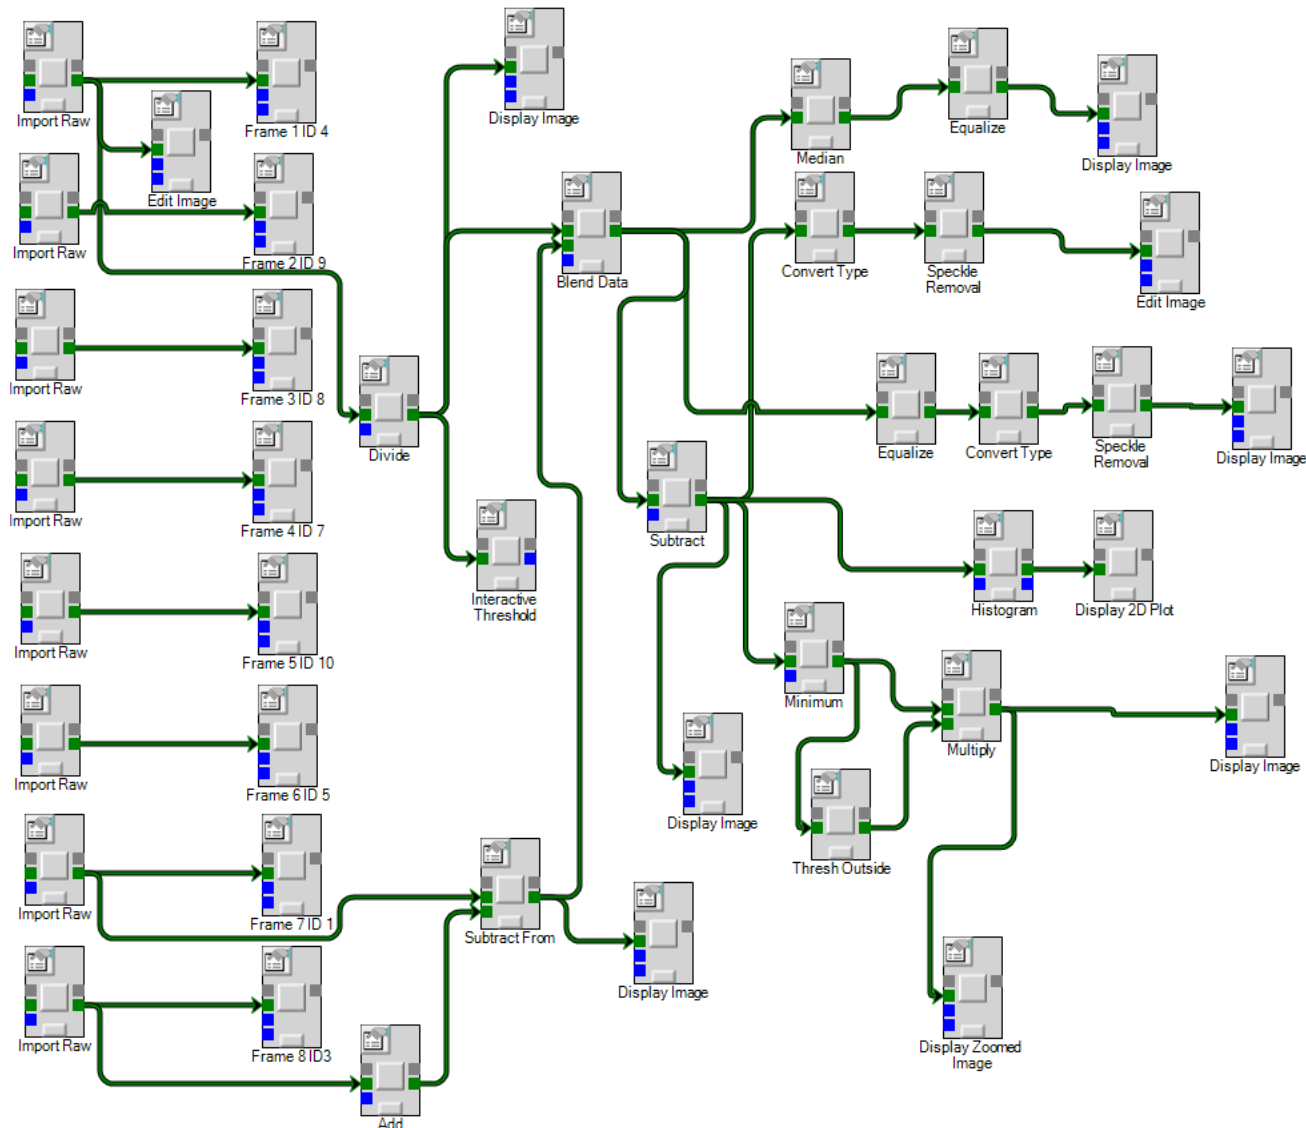 Import Raw
Frame 1 ID 4
Edit Image
Import Raw
Frame 2 ID 9
Import Raw
Frame 3 ID 8
Import Raw
Frame 4 ID 7
Import Raw
Frame 5 ID 10
Import Raw
Frame 6 ID 5
Import Raw
Frame 7 ID 1
Import Raw
Frame 8 ID3
Divide
Add
Display Image
Interactive
Threshold
Subtract From
Blend Data
Display Image
Subtract
Display Image
Median
Equalize
Display Image
Convert Type
Speckle
Removal
Edit Image
Equalize
Convert Type
Speckle
Removal
Display Image
Histogram
Display 2D Plot
Minimum
Multiply
Display Image
Thresh Outside
Display Zoomed
Image